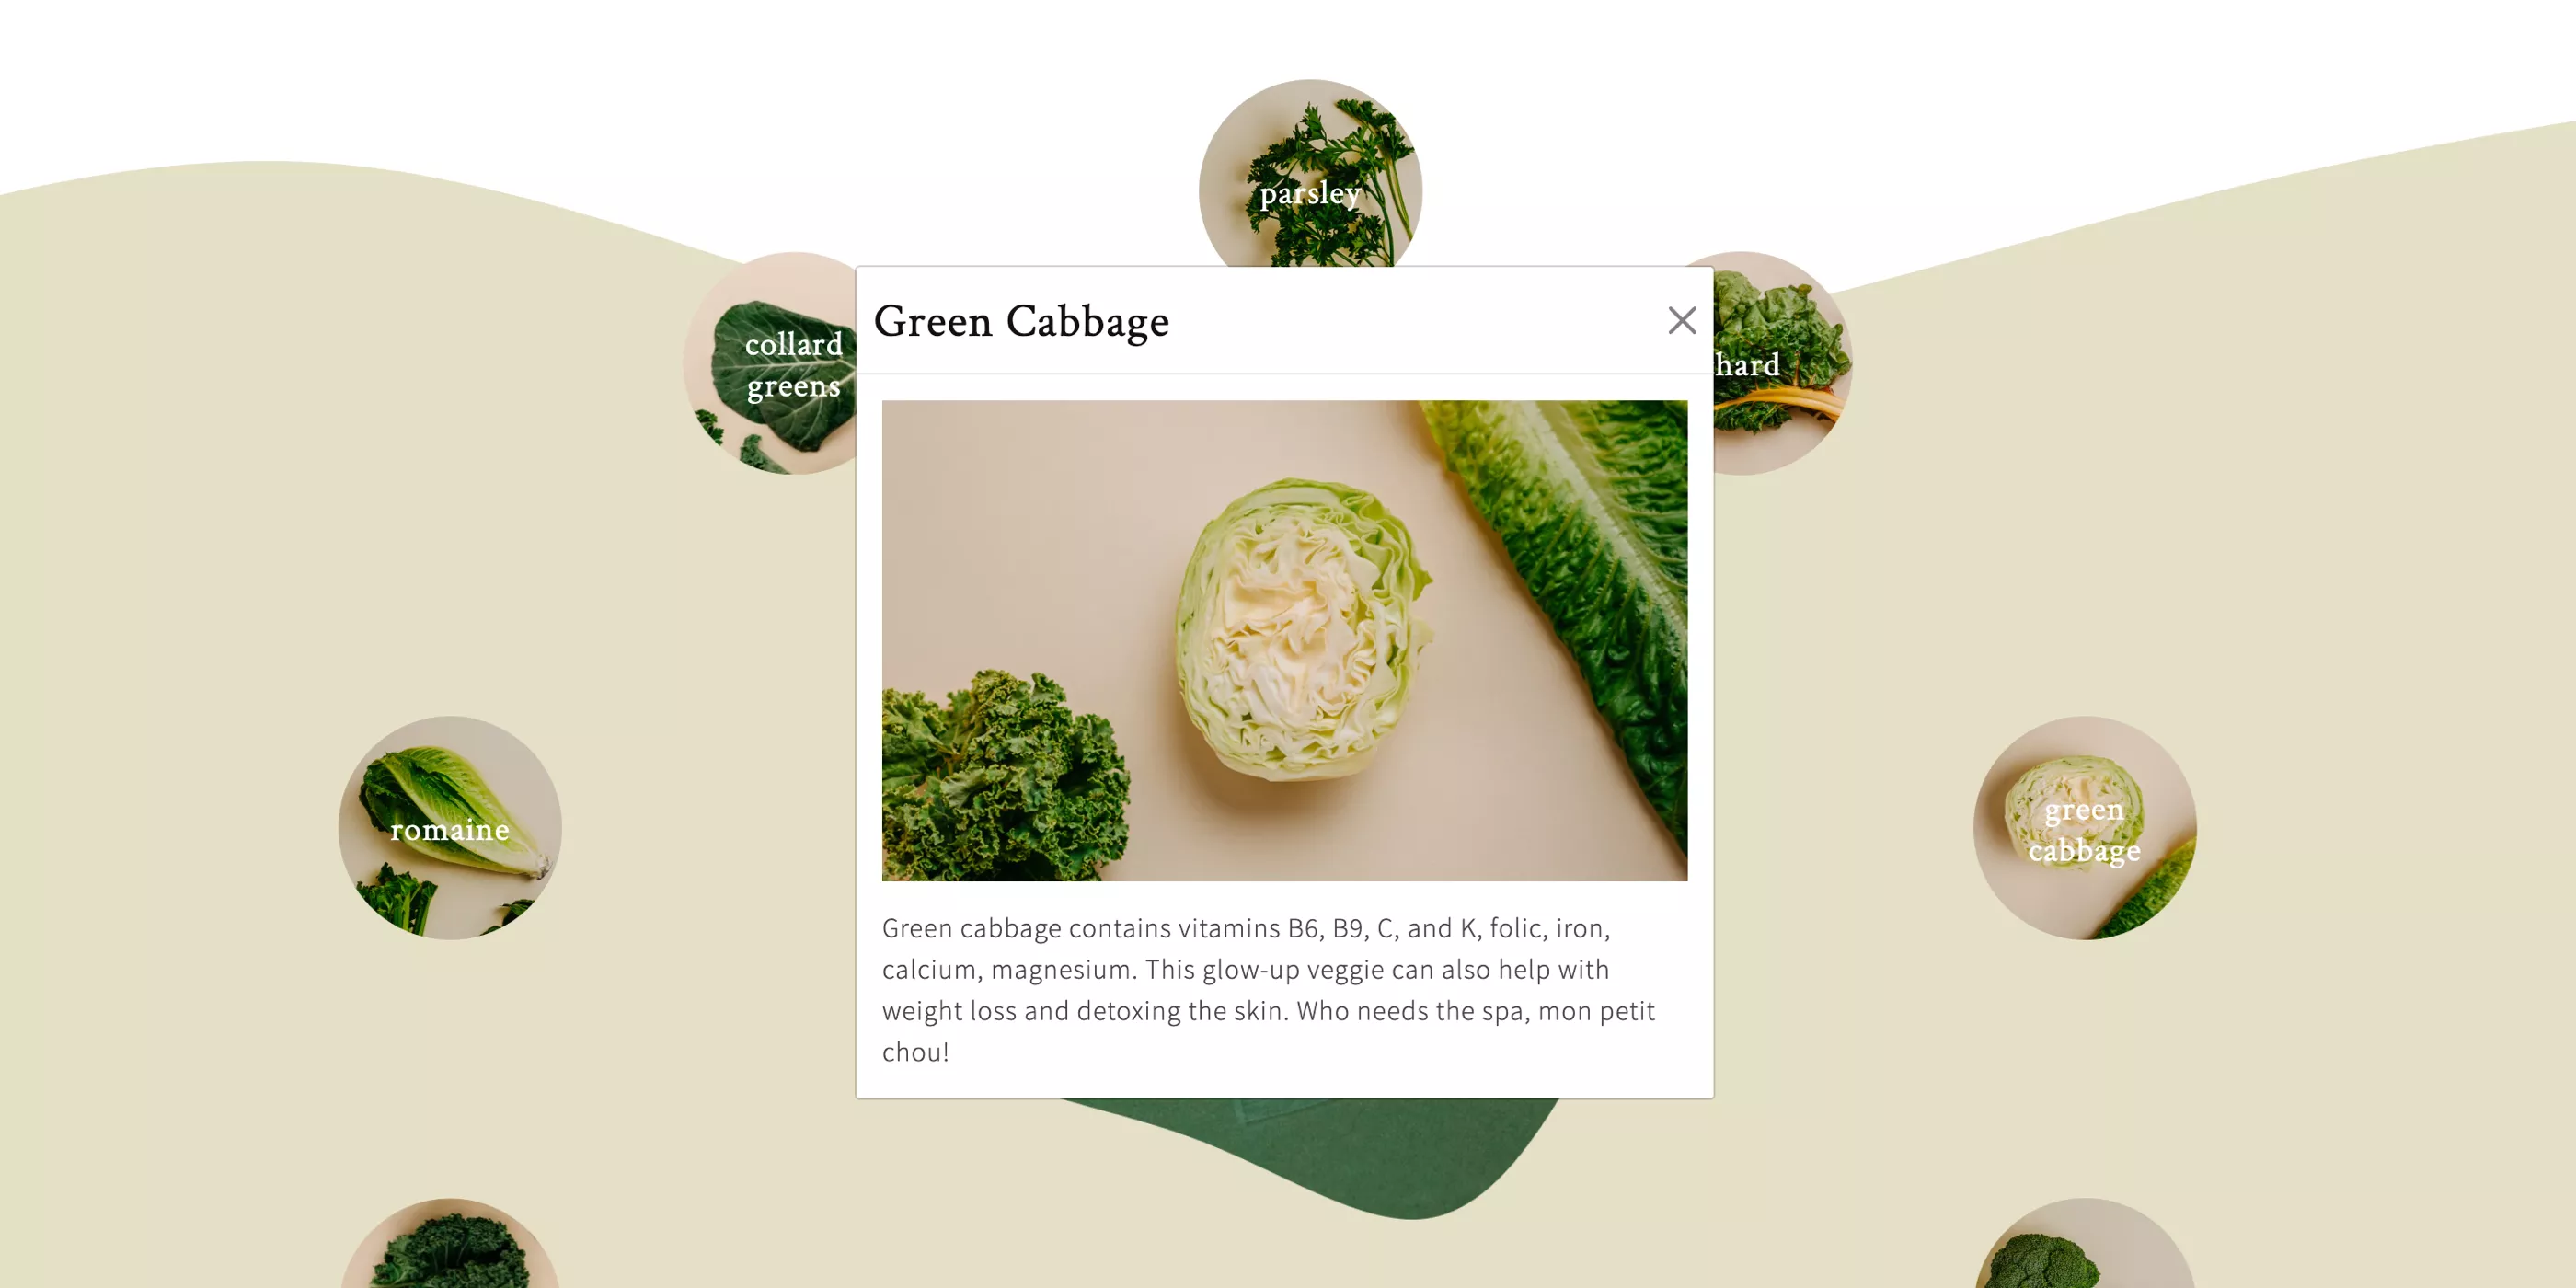 parsley
collard
greens
Green Cabbage
hard
Green cabbage contains vitamins B6, B9, C, and K, folic, iron,
calcium, magnesium. This glow-up veggie can also help with
weight loss and detoxing the skin. Who needs the spa, mon petit
chou!
romaine
green
cabbage